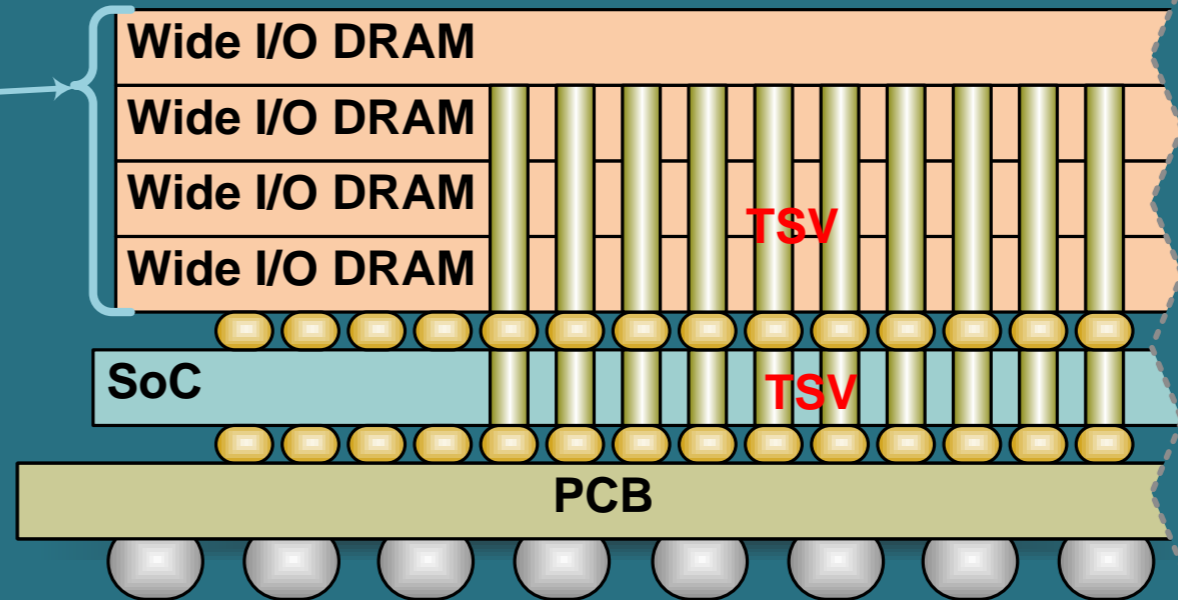 Wide I/O DRAM
Wide I/O DRAM
Wide I/O DRAM
TSV
Wide I/O DRAM
SoC
TSV
PCB